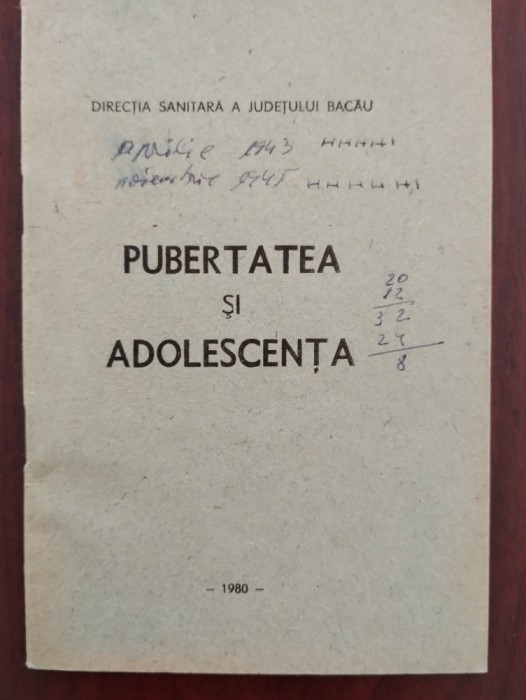 DIRECȚIA SANITARĂ A JUDEȚULUI BACĂU
aprilie 1943
noiembrie 1945
PUBERTATEA
ȘI
ADOLESCENȚA
20
12
32
24
8
– 1980 –